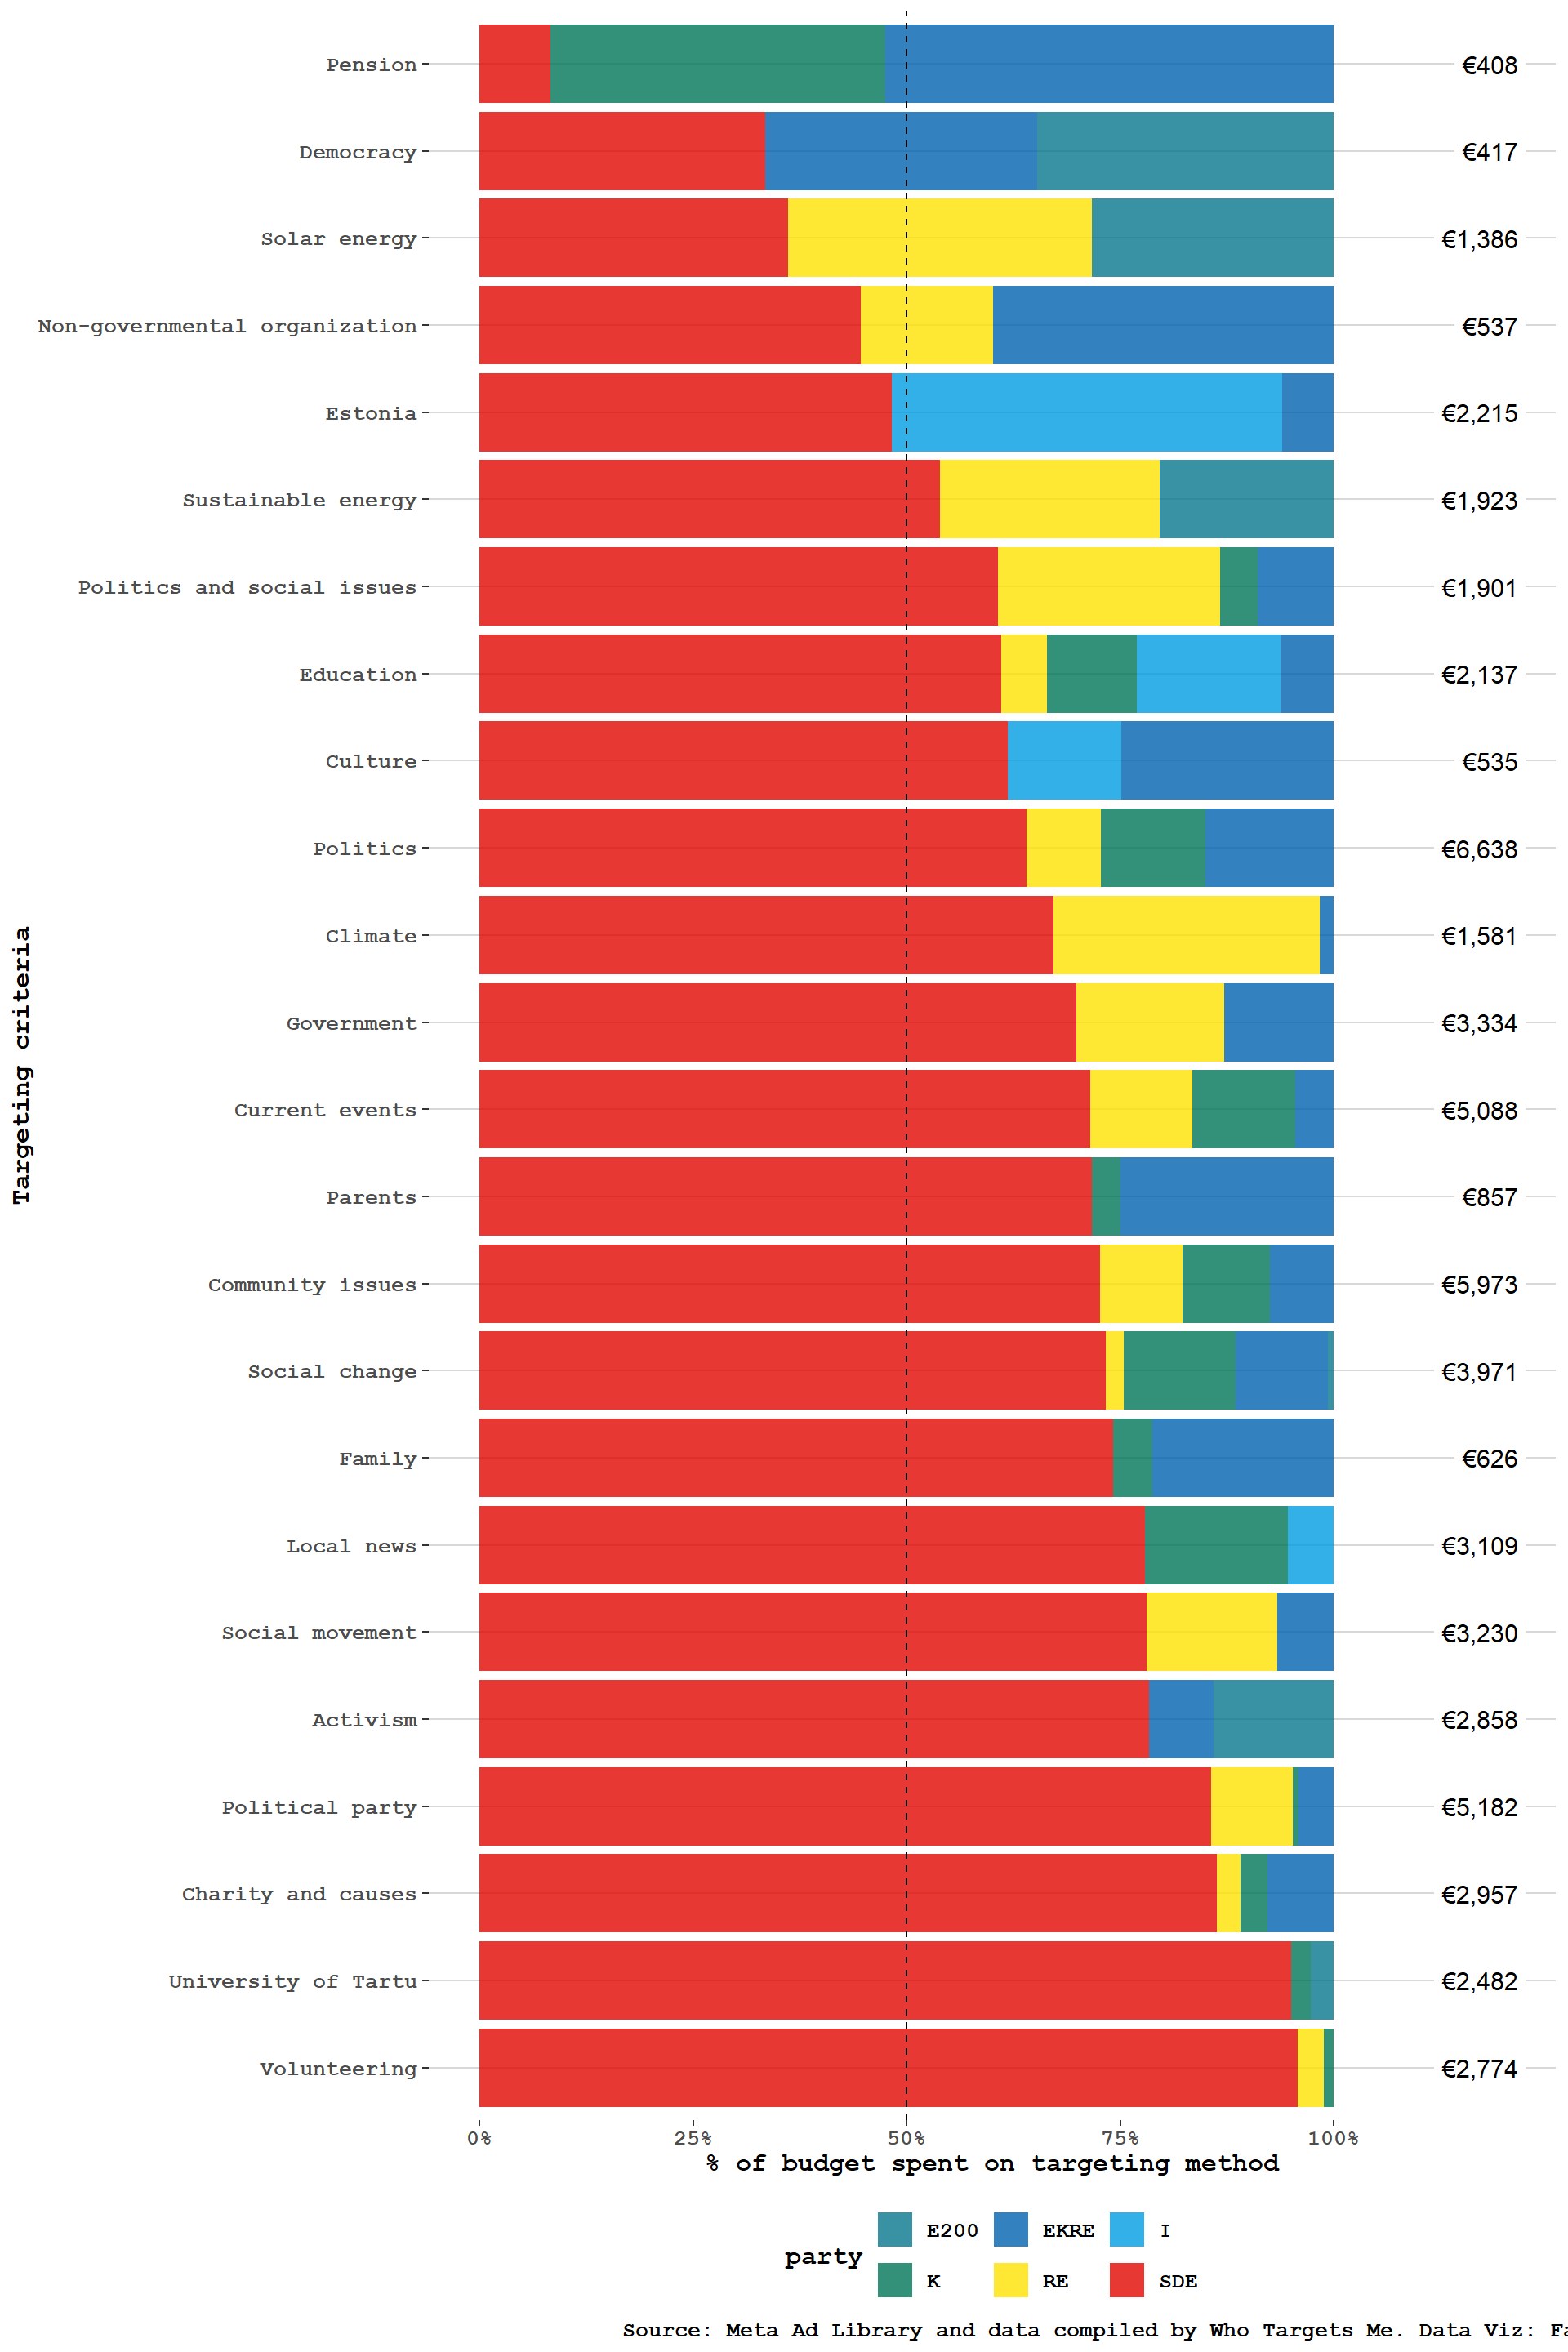 Pension €408
Democracy €417
Solar energy €1,386
Non-governmental organization €537
Estonia €2,215
Sustainable energy €1,923
Politics and social issues €1,901
Education €2,137
Culture €535
Politics €6,638
Climate €1,581
Government €3,334
Current events €5,088
Parents €857
Community issues €5,973
Social change €3,971
Family €626
Local news €3,109
Social movement €3,230
Activism €2,858
Political party €5,182
Charity and causes €2,957
University of Tartu €2,482
Volunteering €2,774
Targeting criteria
0% 25% 50% 75% 100%
% of budget spent on targeting method
party
E200 EKRE I
K RE SDE
Source: Meta Ad Library and data compiled by Who Targets Me. Data Viz: